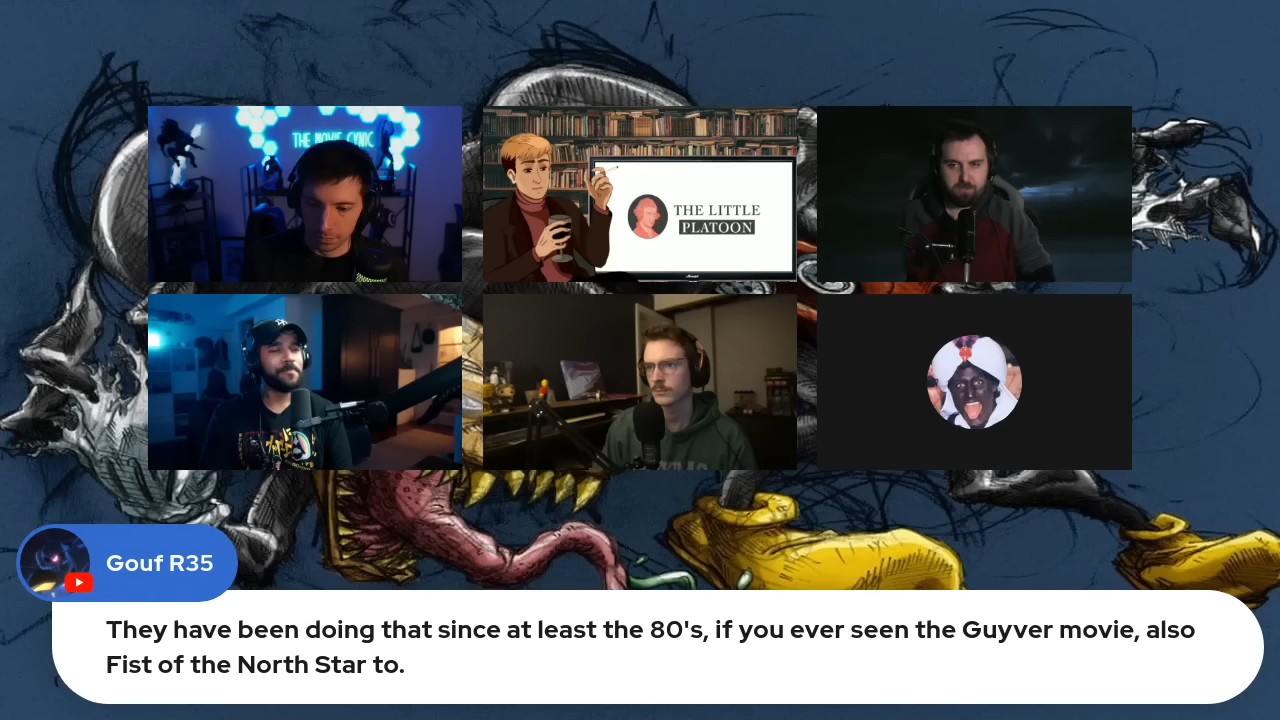 THE MOVIE CYNIC
THE LITTLE
PLATOON
Gouf R35
They have been doing that since at least the 80's, if you ever seen the Guyver movie, also
Fist of the North Star to.